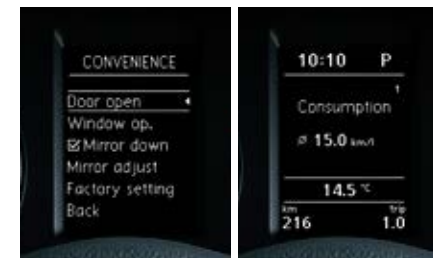 CONVENIENCE
Door open
Window op.
Mirror down
Mirror adjust
Factory setting
Back
10:10 P
1
Consumption
ø 15.0 km/l
14.5 °C
km trip
216 1.0